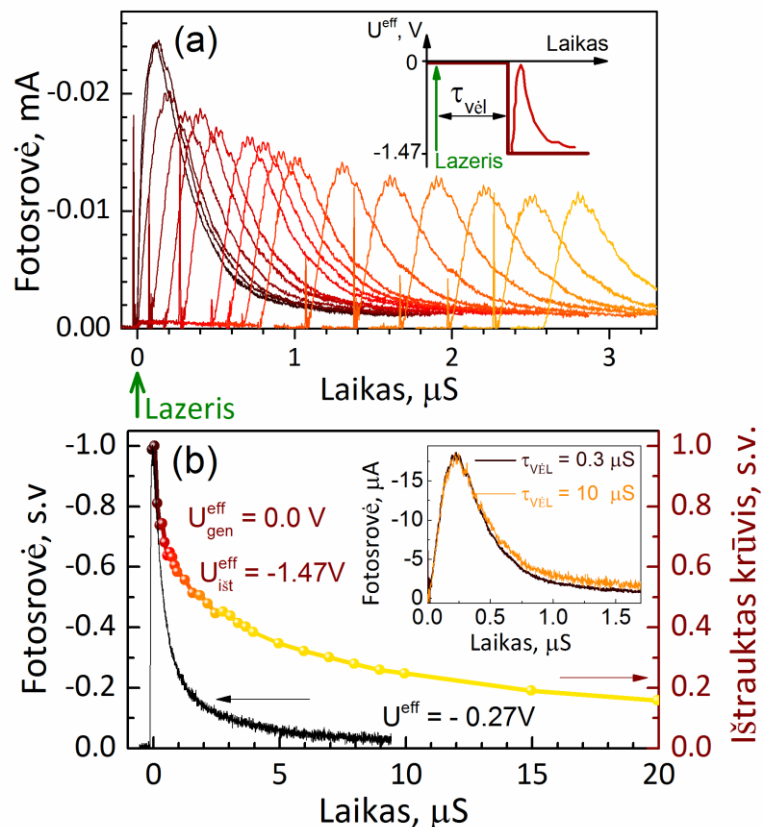 (a)
Fotosrovė, mA
-0.02
-0.01
0.00
0 1 2 3
Laikas, μS
Lazeris
U^eff, V
Laikas
0
τ_vėl
-1.47
Lazeris
(b)
Fotosrovė, s.v
-1.0
-0.8
-0.6
-0.4
-0.2
0.0
U^eff_gen = 0.0 V
U^eff_išt = -1.47V
U^eff = - 0.27V
0 5 10 15 20
Laikas, μS
Ištrauktas krūvis, s.v.
1.0
0.8
0.6
0.4
0.2
0.0
Fotosrovė, μA
-15
-10
-5
0
τ_VĖL = 0.3 μS
τ_VĖL = 10 μS
0.0 0.5 1.0 1.5
Laikas, μS